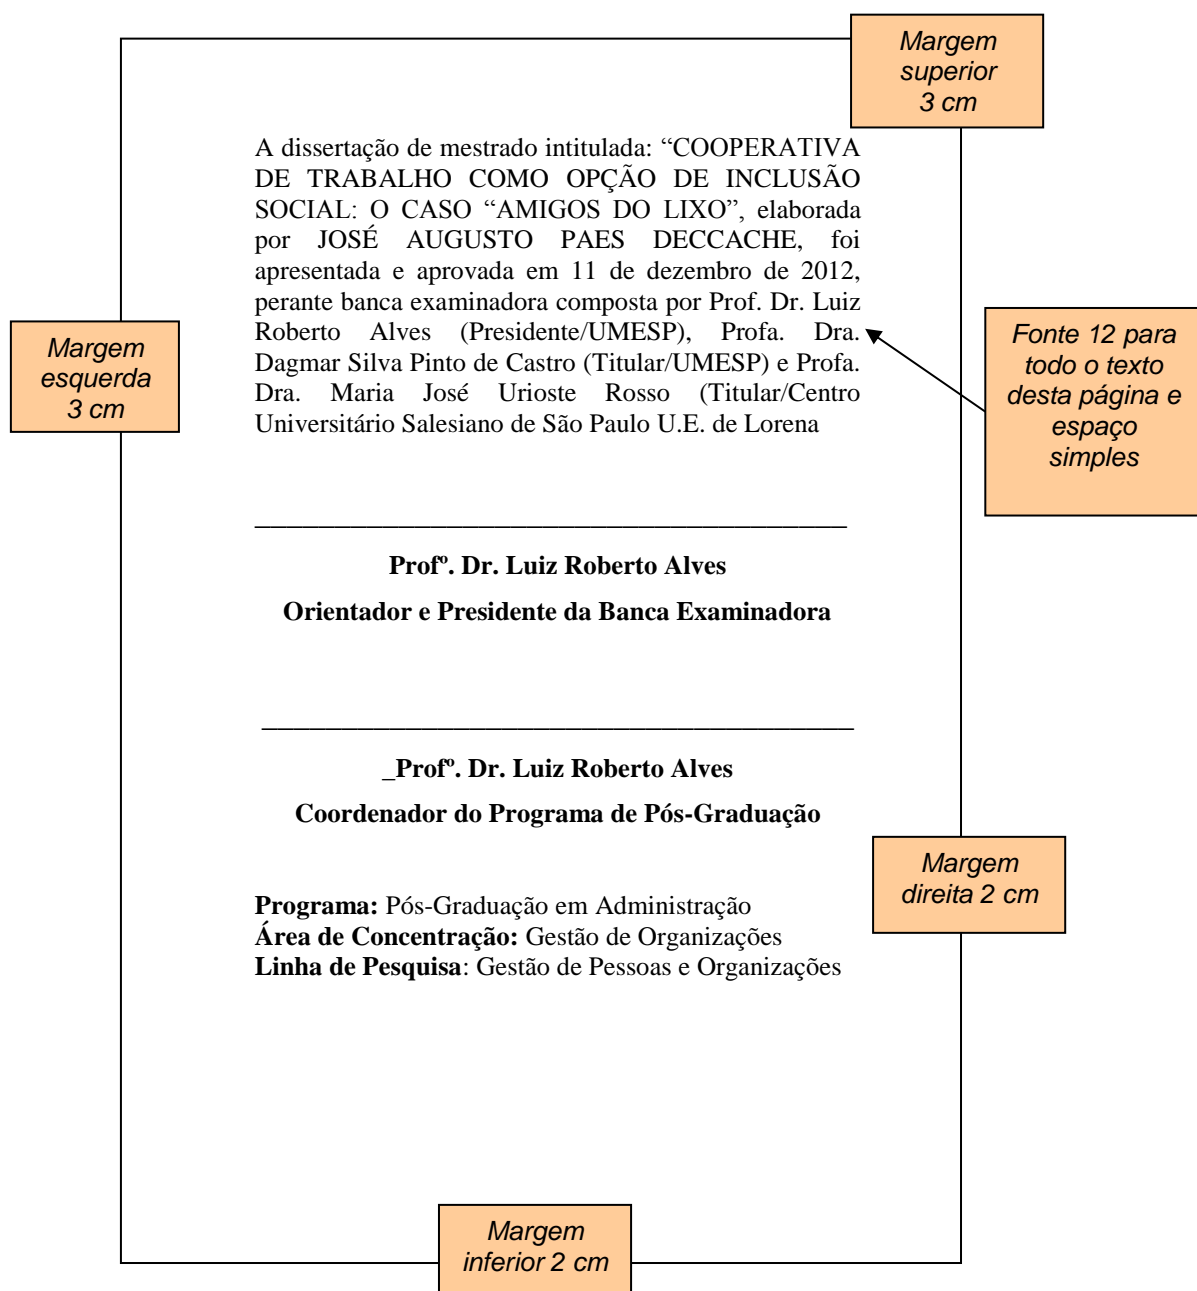 Margem
superior
3 cm
A dissertação de mestrado intitulada: “COOPERATIVA
DE TRABALHO COMO OPÇÃO DE INCLUSÃO
SOCIAL: O CASO “AMIGOS DO LIXO”, elaborada
por JOSÉ AUGUSTO PAES DECCACHE, foi
apresentada e aprovada em 11 de dezembro de 2012,
perante banca examinadora composta por Prof. Dr. Luiz
Roberto Alves (Presidente/UMESP), Profa. Dra.
Dagmar Silva Pinto de Castro (Titular/UMESP) e Profa.
Dra. Maria José Urioste Rosso (Titular/Centro
Universitário Salesiano de São Paulo U.E. de Lorena
Margem
esquerda
3 cm
Fonte 12 para
todo o texto
desta página e
espaço
simples
Profº. Dr. Luiz Roberto Alves
Orientador e Presidente da Banca Examinadora
_Profº. Dr. Luiz Roberto Alves
Coordenador do Programa de Pós-Graduação
Margem
direita 2 cm
Programa: Pós-Graduação em Administração
Área de Concentração: Gestão de Organizações
Linha de Pesquisa: Gestão de Pessoas e Organizações
Margem
inferior 2 cm